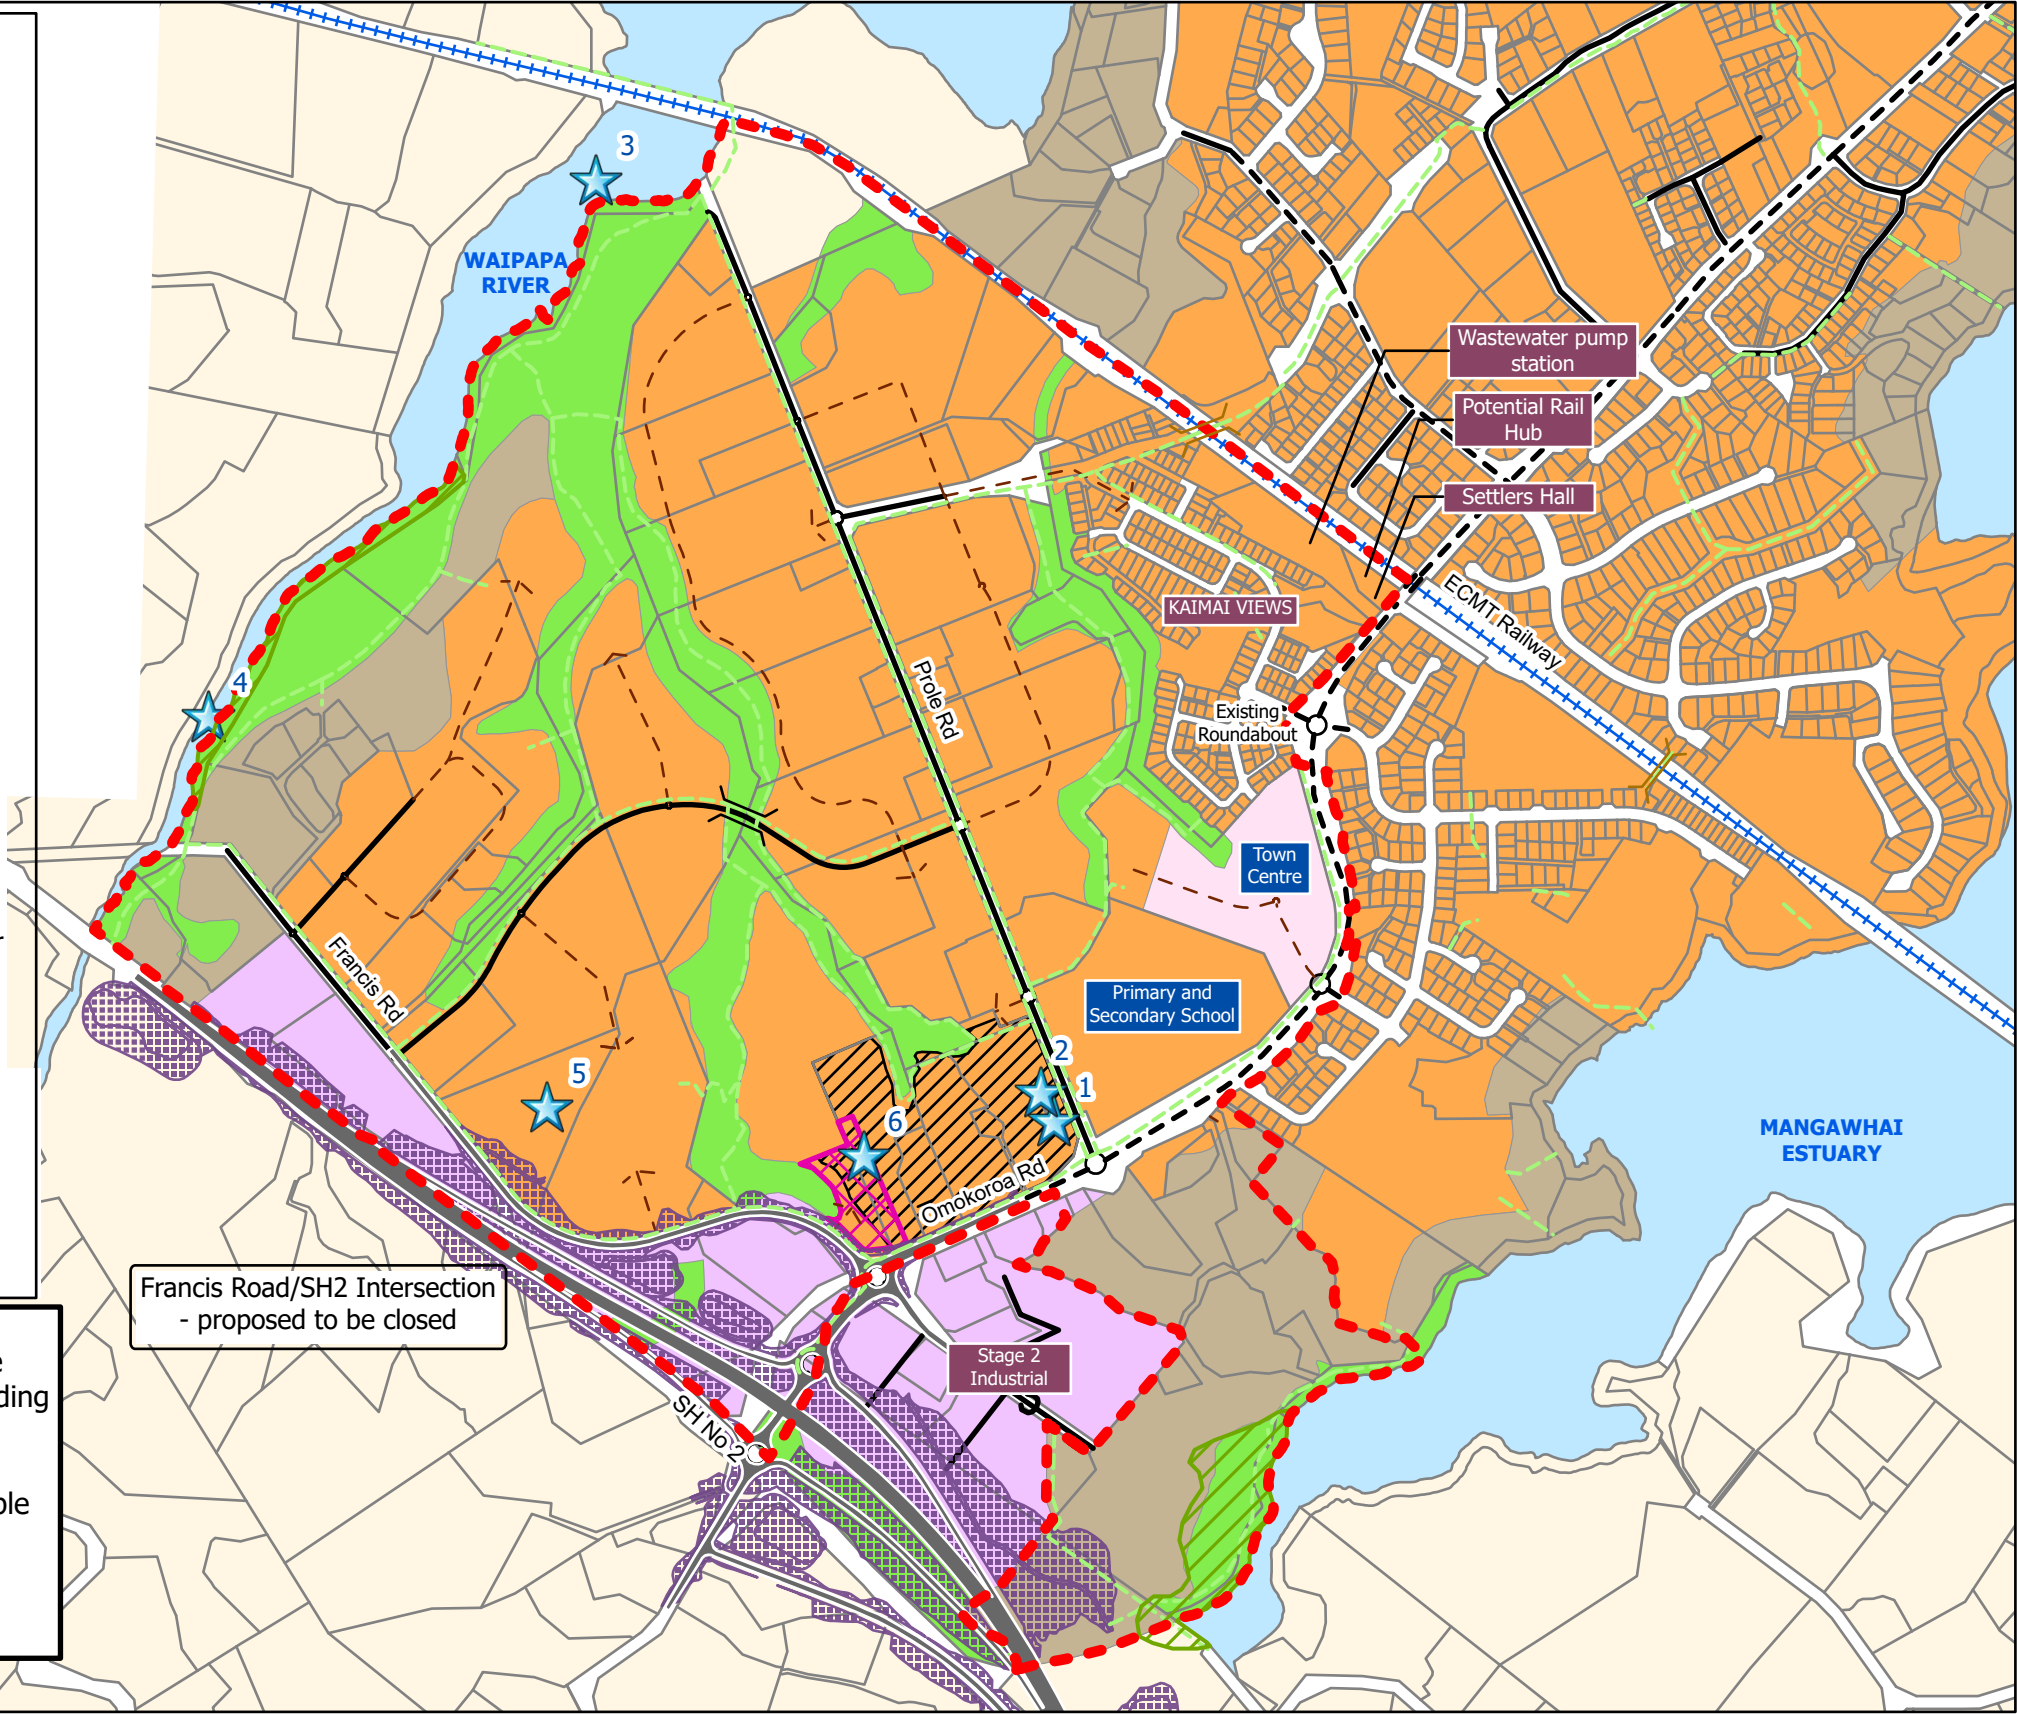 3
WAIPAPA
RIVER
Wastewater pump
station
Potential Rail
Hub
Settlers Hall
ECMT Railway
KAIMAI VIEWS
4
Prole Rd
Existing
Roundabout
Town
Centre
Francis Rd
Primary and
Secondary School
2
1
5
6
MANGAWHAI
ESTUARY
Omokoroa Rd
Francis Road/SH2 Intersection
- proposed to be closed
Stage 2
Industrial
SH No 2